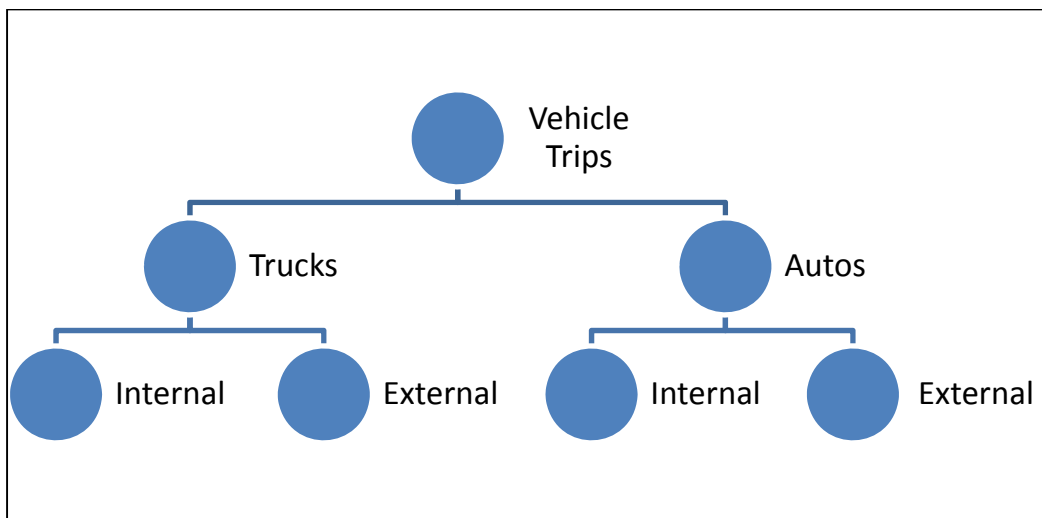 Vehicle
Trips
Trucks
Autos
Internal
External
Internal
External